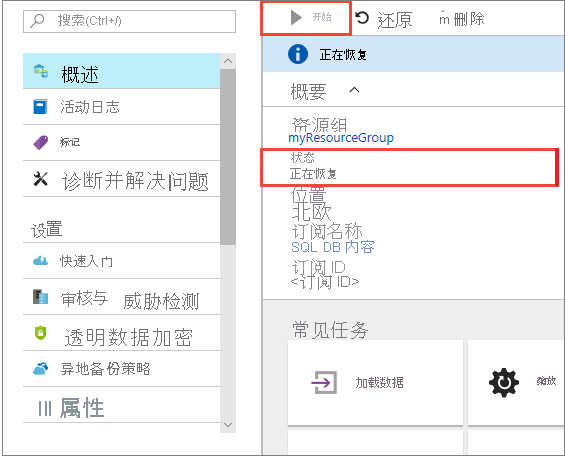 搜索(Ctrl+/)
概述
活动日志
标记
诊断并解决问题
设置
快速入门
审核与 威胁检测
透明数据加密
异地备份策略
属性
开始 还原 删除
正在恢复
概要
资源组
myResourceGroup
状态
正在恢复
位置
北欧
订阅名称
SQL DB 内容
订阅 ID
<订阅 ID>
常见任务
加载数据
缩放